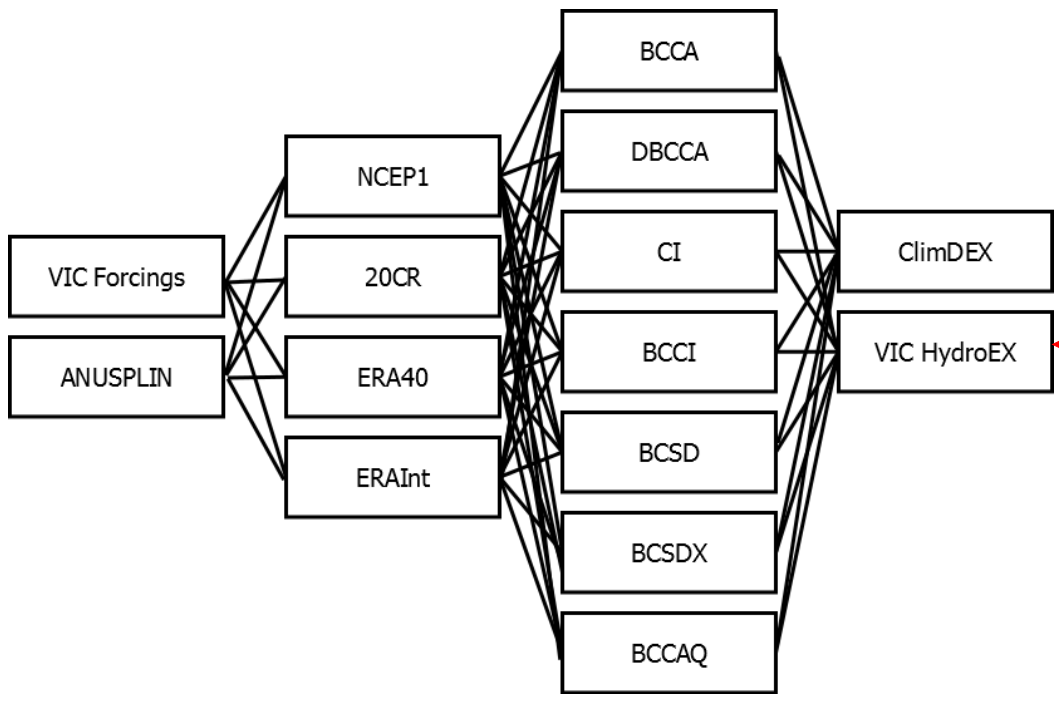 VIC Forcings
ANUSPLIN
NCEP1
20CR
ERA40
ERAInt
BCCA
DBCCA
CI
BCCI
BCSD
BCSDX
BCCAQ
ClimDEX
VIC HydroEX